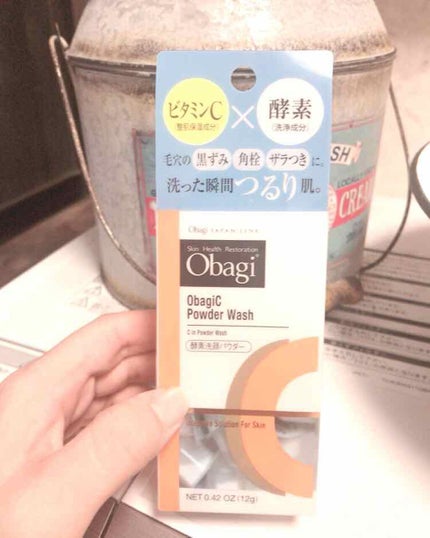 ビタミンC
(整肌保湿成分)
×
酵素
(洗浄成分)
毛穴の 黒ずみ 角栓 ザラつき に。
洗った瞬間つるり肌。
Obagi JAPAN LINE
Skin Health Restoration
Obagi
ObagiC
Powder Wash
C in Powder Wash
酵素洗顔パウダー
Solution For Skin
NET 0.42 OZ (12g)
SH
LOCALLY
CREA